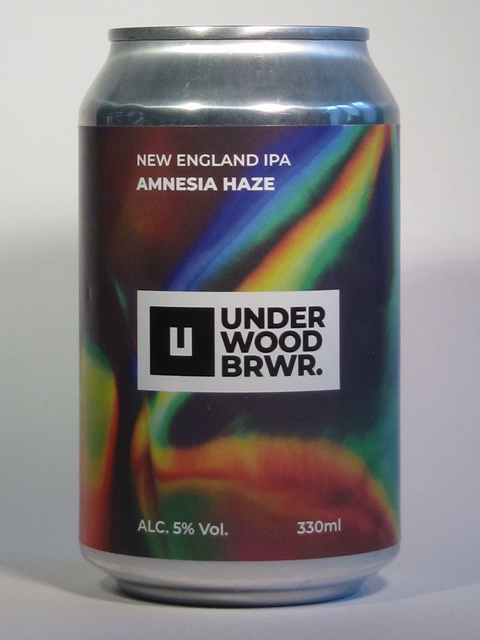 NEW ENGLAND IPA
AMNESIA HAZE
U
UNDER
WOOD
BRWR.
ALC. 5% Vol.
330ml